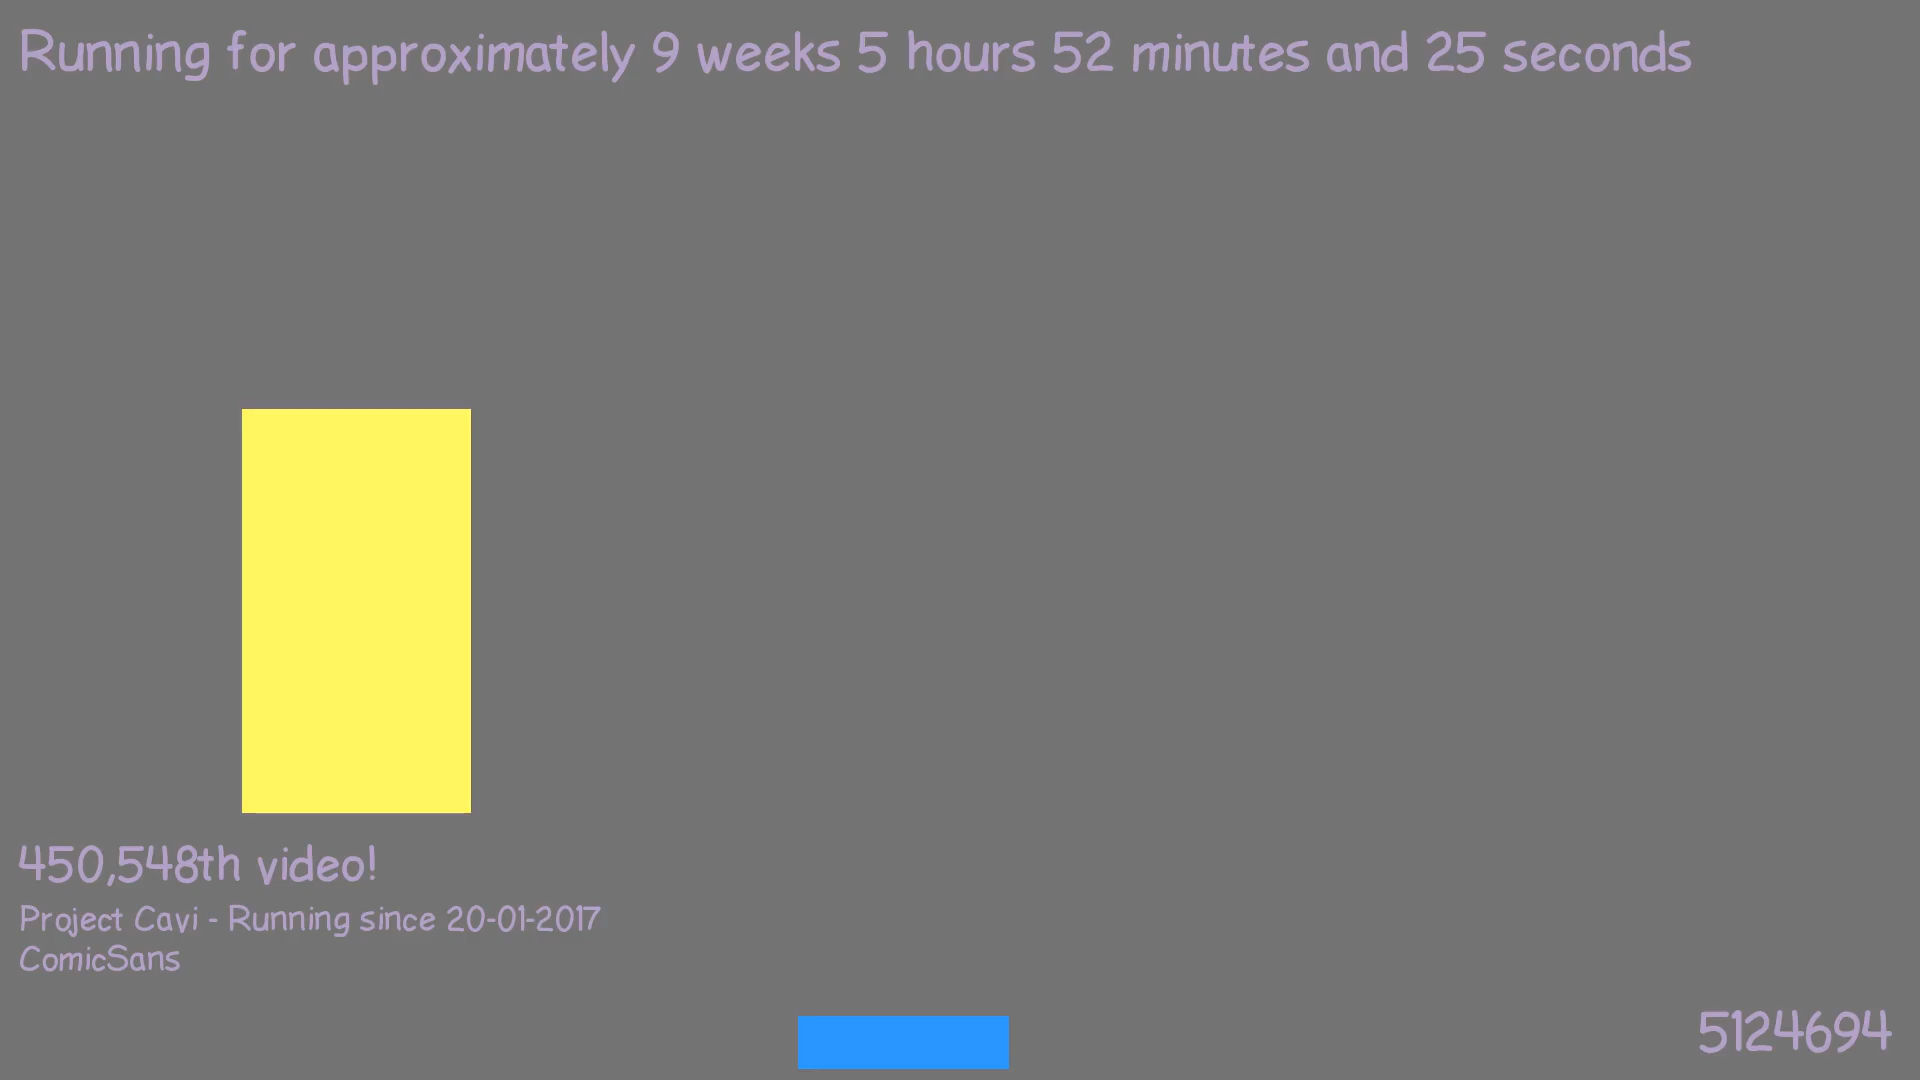 Running for approximately 9 weeks 5 hours 52 minutes and 25 seconds
450,548th video!
Project Cavi - Running since 20-01-2017
ComicSans
5124694